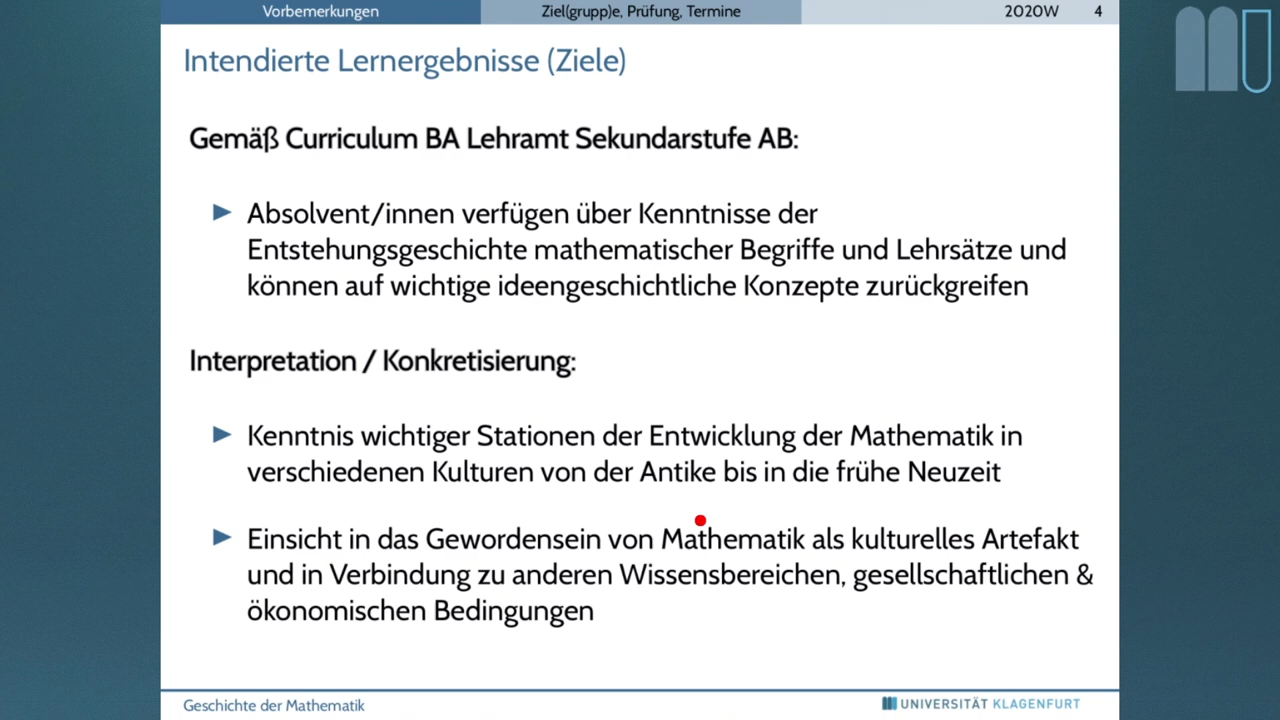 Vorbemerkungen Ziel(grupp)e, Prüfung, Termine 2020W 4
Intendierte Lernergebnisse (Ziele)
Gemäß Curriculum BA Lehramt Sekundarstufe AB:
Absolvent/innen verfügen über Kenntnisse der
Entstehungsgeschichte mathematischer Begriffe und Lehrsätze und
können auf wichtige ideengeschichtliche Konzepte zurückgreifen
Interpretation / Konkretisierung:
Kenntnis wichtiger Stationen der Entwicklung der Mathematik in
verschiedenen Kulturen von der Antike bis in die frühe Neuzeit
Einsicht in das Gewordensein von Mathematik als kulturelles Artefakt
und in Verbindung zu anderen Wissensbereichen, gesellschaftlichen &
ökonomischen Bedingungen
Geschichte der Mathematik UNIVERSITÄT KLAGENFURT